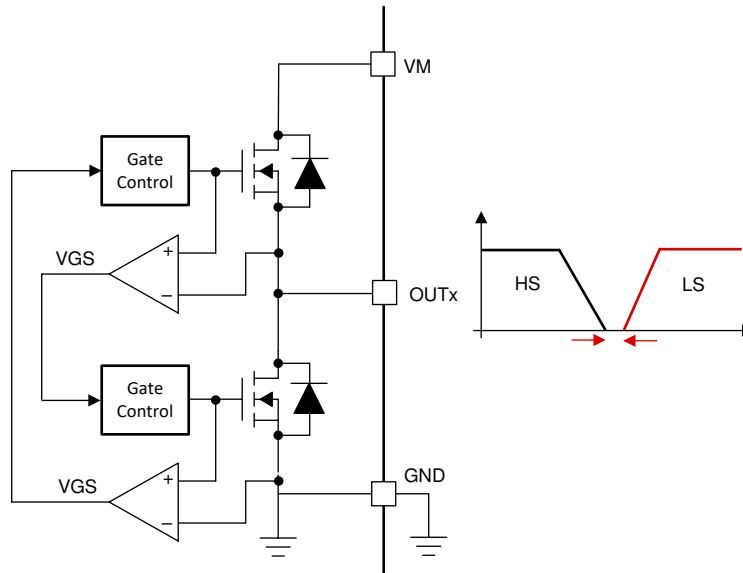 VM
Gate
Control
+
VGS
−
OUTx
HS
LS
Gate
Control
+
VGS
−
GND